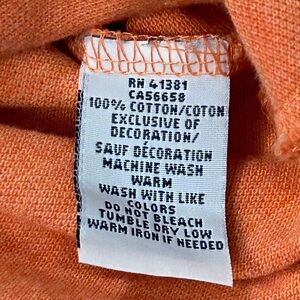 RN 41381
CA56658
100% COTTON/COTON
EXCLUSIVE OF
DECORATION/
SAUF DÉCORATION
MACHINE WASH
WARM
WASH WITH LIKE
COLORS
DO NOT BLEACH
TUMBLE DRY LOW
WARM IRON IF NEEDED